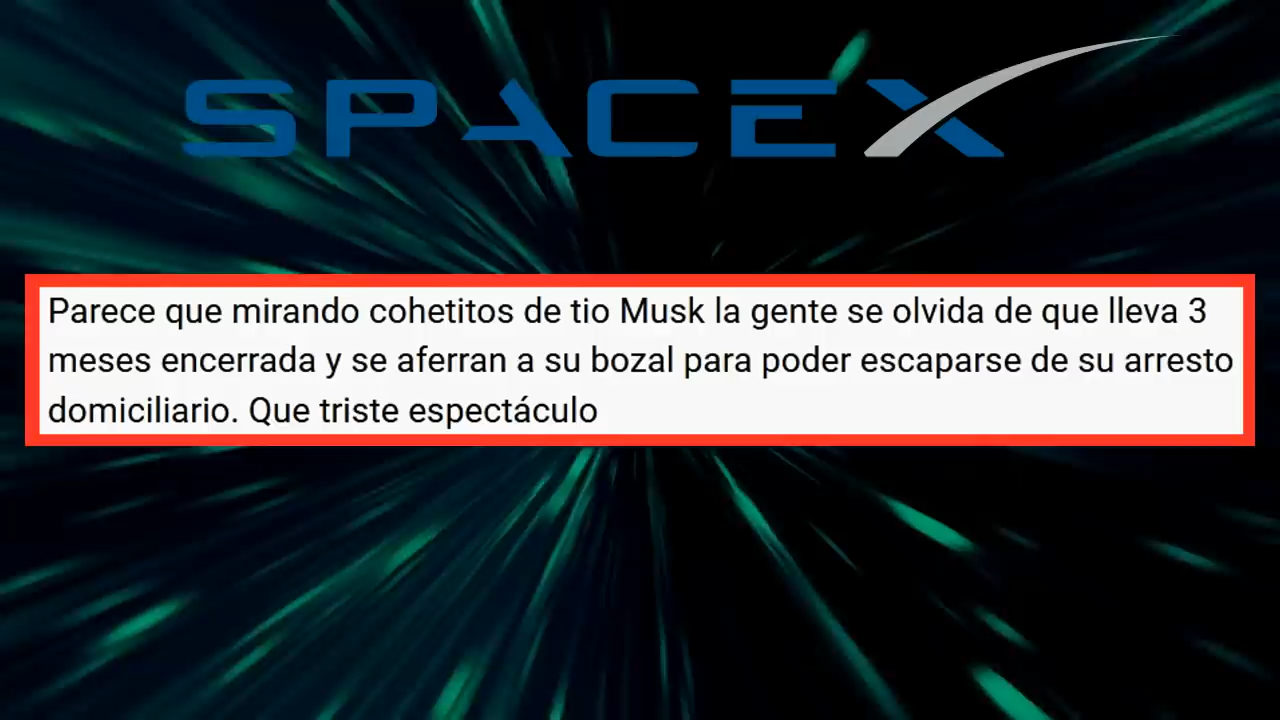 SPACEX
Parece que mirando cohetitos de tio Musk la gente se olvida de que lleva 3
meses encerrada y se aferran a su bozal para poder escaparse de su arresto
domiciliario. Que triste espectáculo